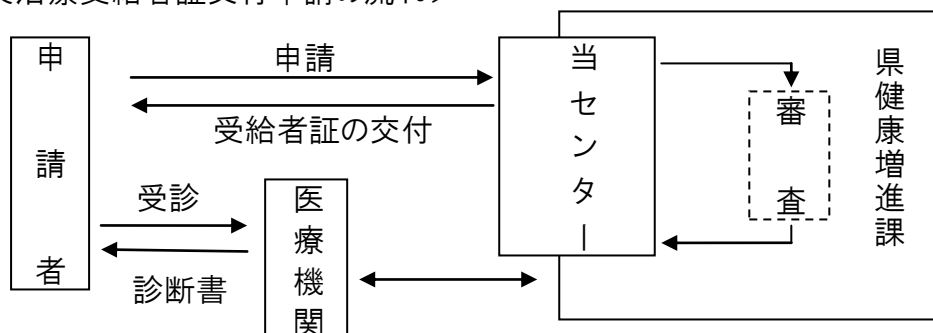 治療受給者証交付申請の流れ＞
申請者
申請
受給者証の交付
受診
診断書
医療機関
当センター
審査
県健康増進課